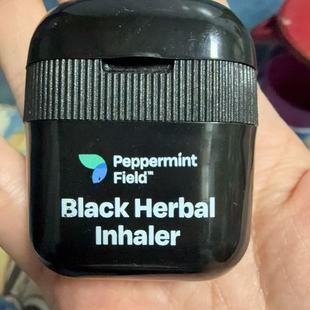 Peppermint
Field™
Black Herbal
Inhaler